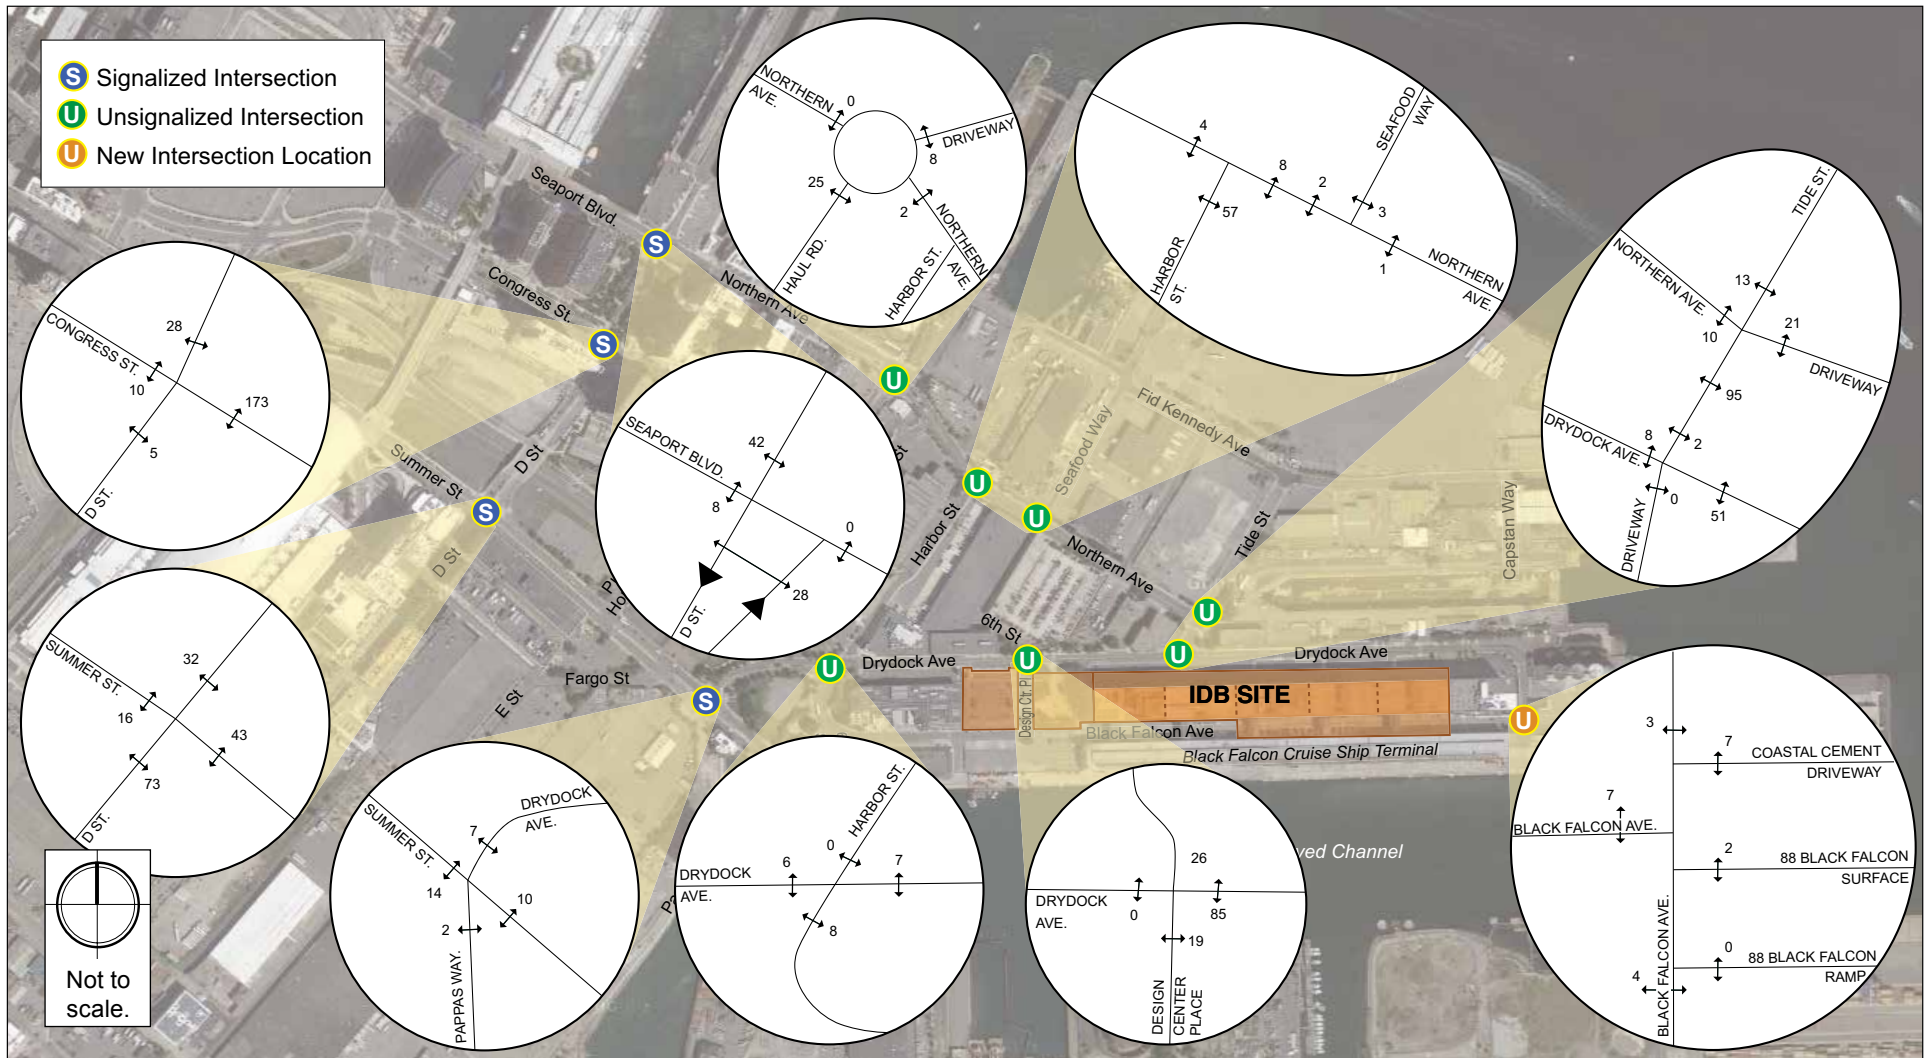 S Signalized Intersection
U Unsignalized Intersection
U New Intersection Location
NORTHERN
AVE.
0
DRIVEWAY
8
25
2
HAUL RD.
HARBOR ST.
NORTHERN
AVE.
4
8
2
SEAFOOD
WAY
3
57
1
HARBOR
ST.
NORTHERN
AVE.
TIDE ST.
NORTHERN AVE.
13
10
21
DRIVEWAY
95
DRYDOCK AVE.
8
2
0
51
DRIVEWAY
Seaport Blvd.
S
Congress St.
S
Northern Ave
U
CONGRESS ST.
28
10
173
5
D ST.
SEAPORT BLVD.
42
8
0
28
D ST.
Summer St
D St
S
D St
St
Harbor St
U
U
Seafood Way
Fid Kennedy Ave
Northern Ave
Tide St
Capstan Way
U
U
6th St
U
U
Drydock Ave
Drydock Ave
IDB SITE
Design Ctr. Pl
Black Falcon Ave
Black Falcon Cruise Ship Terminal
U
Fargo St
E St
S
SUMMER ST.
32
16
43
73
D ST.
SUMMER ST.
DRYDOCK
AVE.
7
14
10
2
PAPPAS WAY.
DRYDOCK
AVE.
HARBOR ST.
6
0
7
8
DRYDOCK
AVE.
26
0
85
19
DESIGN
CENTER
PLACE
ved Channel
3
7
COASTAL CEMENT
DRIVEWAY
7
BLACK FALCON AVE.
2
88 BLACK FALCON
SURFACE
0
88 BLACK FALCON
RAMP
4
BLACK FALCON AVE.
Not to
scale.